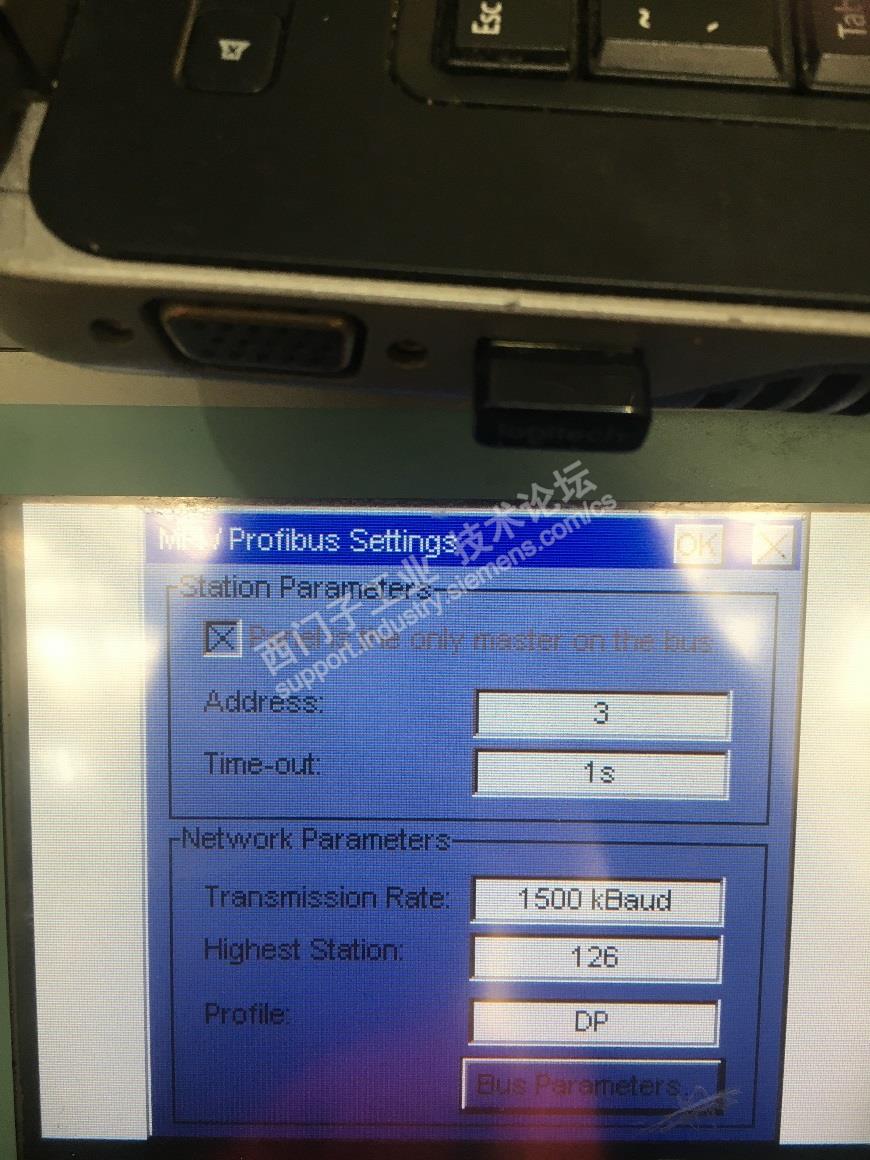 Esc
~
Tab
logitech
MPI/ Profibus Settings
OK
Station Parameters
Panel is the only master on the bus
Address:
3
Time-out:
1s
Network Parameters
Transmission Rate:
1500 kBaud
Highest Station:
126
Profile:
DP
Bus Parameters...
西门子工业 技术论坛
support.industry.siemens.com/cs